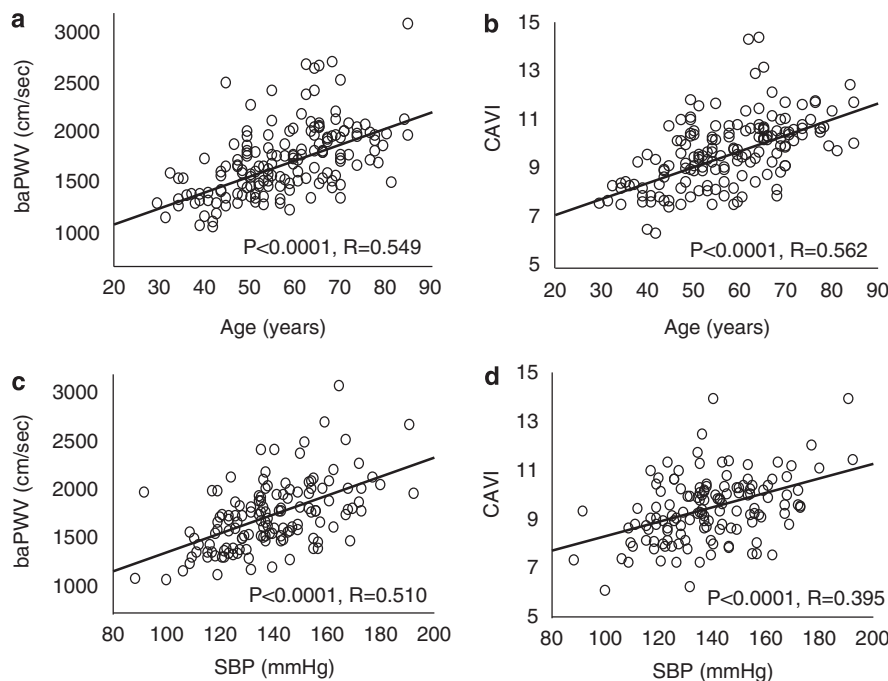 a
baPWV (cm/sec)
3000
2500
2000
1500
1000
P<0.0001, R=0.549
20 30 40 50 60 70 80 90
Age (years)
b
CAVI
15
13
11
9
7
5
P<0.0001, R=0.562
20 30 40 50 60 70 80 90
Age (years)
c
baPWV (cm/sec)
3000
2500
2000
1500
1000
P<0.0001, R=0.510
80 100 120 140 160 180 200
SBP (mmHg)
d
CAVI
15
13
11
9
7
5
P<0.0001, R=0.395
80 100 120 140 160 180 200
SBP (mmHg)